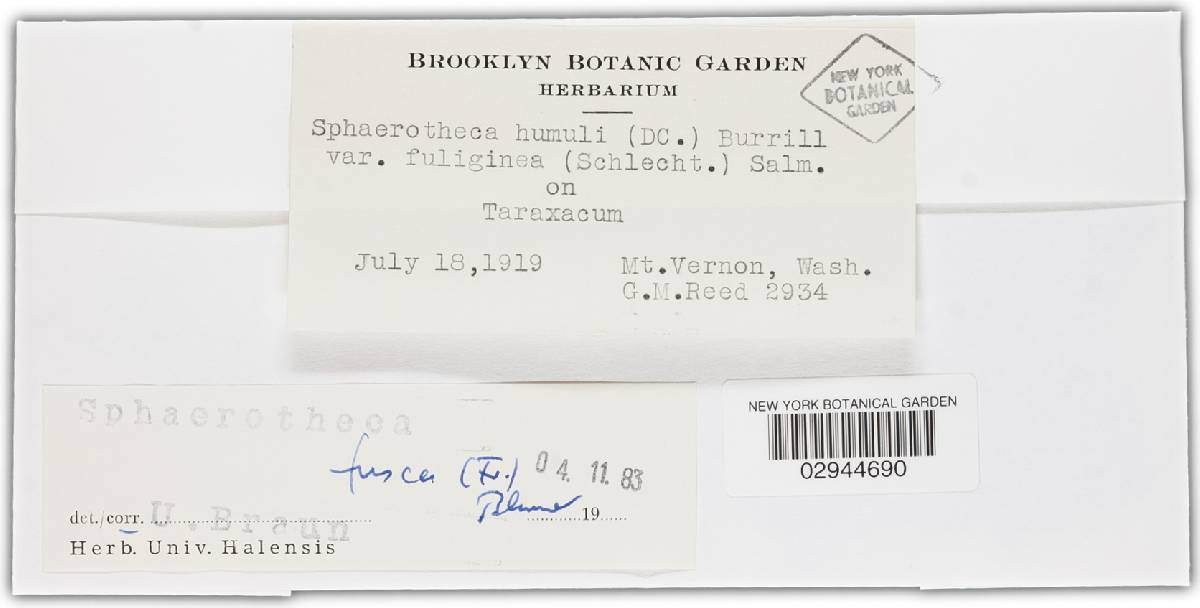 BROOKLYN BOTANIC GARDEN
HERBARIUM
NEW YORK
BOTANICAL
GARDEN
Sphaerotheca humuli (DC.) Burrill
var. fuliginea (Schlecht.) Salm.
on
Taraxacum
July 18,1919 Mt.Vernon, Wash.
G.M.Reed 2934
Sphaerotheca
fusca (Fr.) 04.11.83
Blumer
det./corr. U.Braun 19
Herb. Univ. Halensis
NEW YORK BOTANICAL GARDEN
02944690